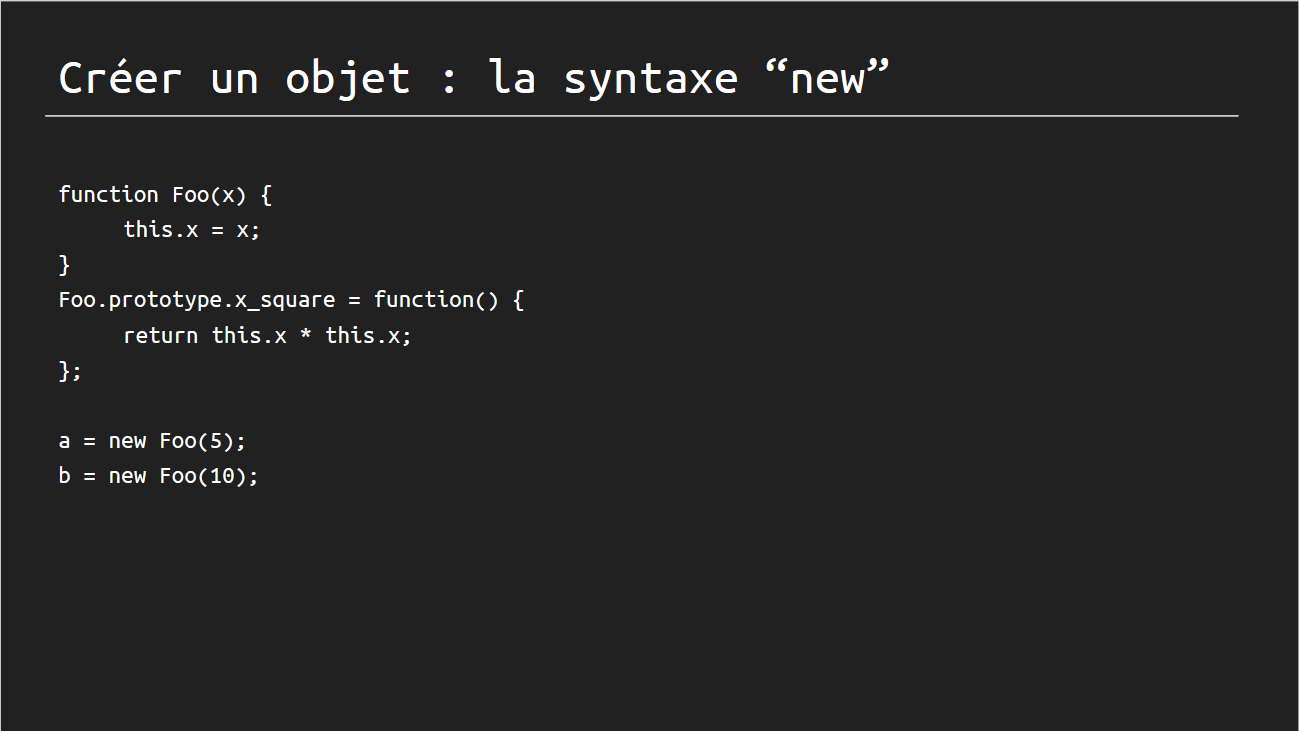 Créer un objet : la syntaxe “new”
function Foo(x) {
this.x = x;
}
Foo.prototype.x_square = function() {
return this.x * this.x;
};
a = new Foo(5);
b = new Foo(10);